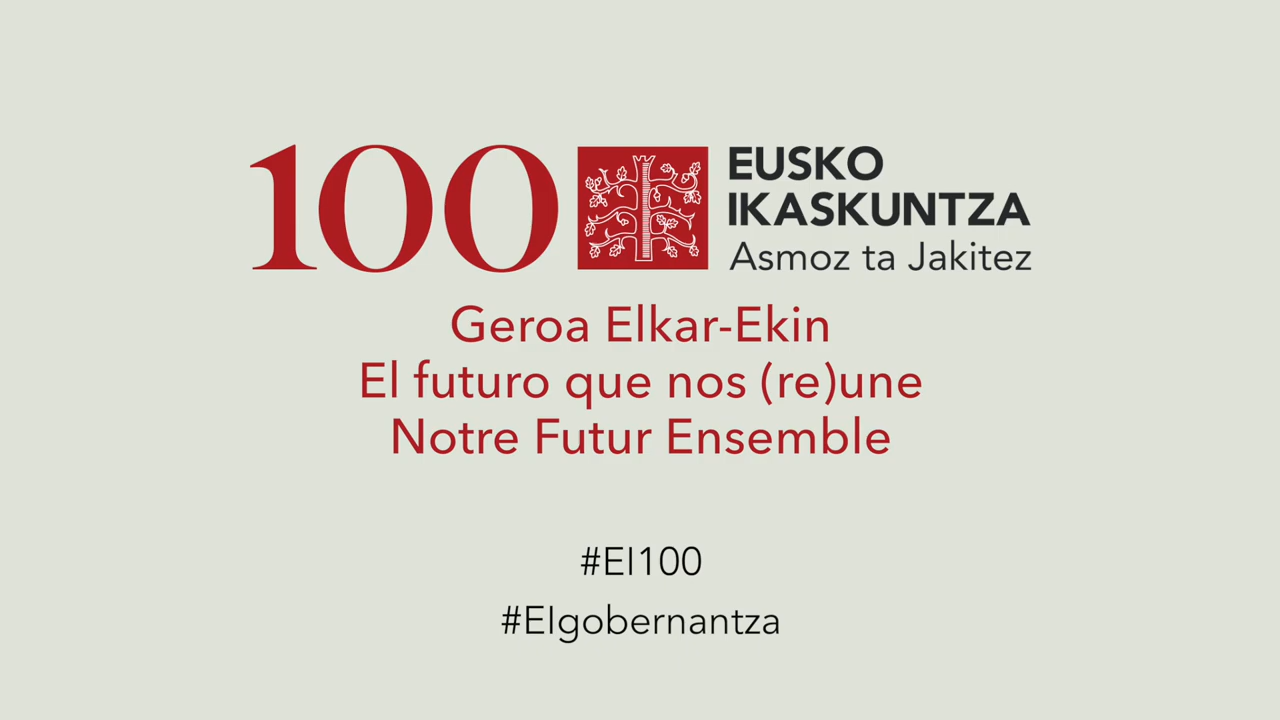 100 EUSKO
IKASKUNTZA
Asmoz ta Jakitez
Geroa Elkar-Ekin
El futuro que nos (re)une
Notre Futur Ensemble
#EI100
#EIgobernantza